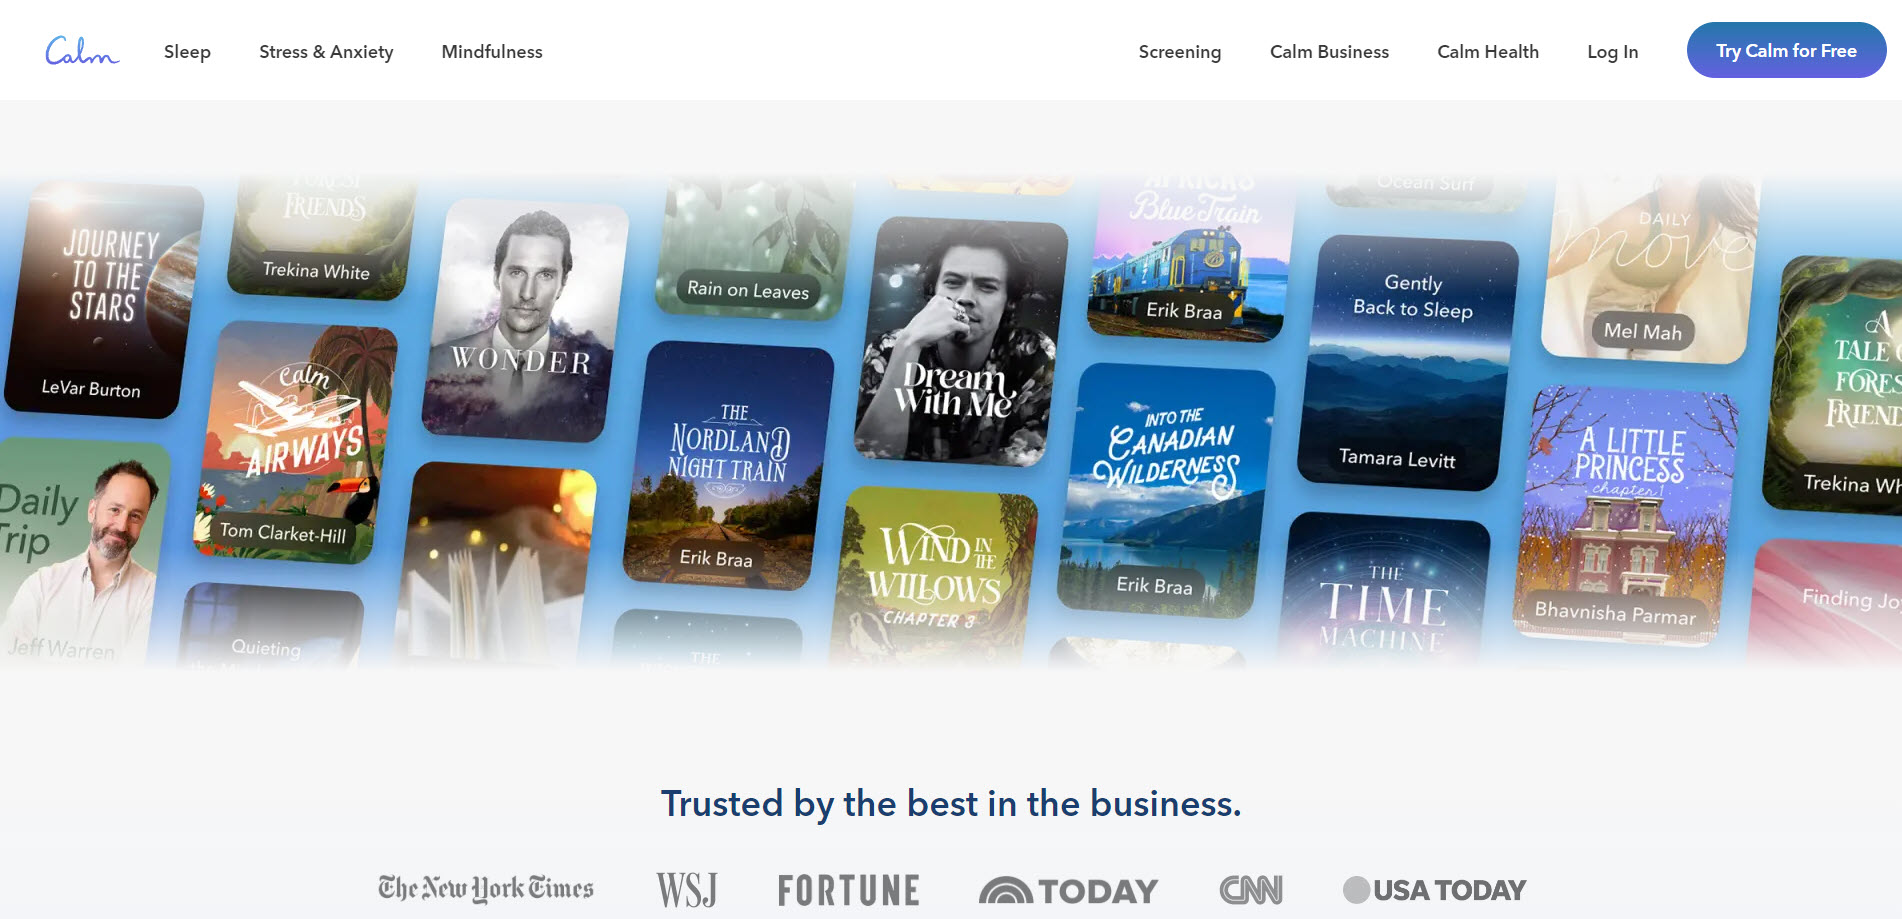 Calm
Sleep
Stress & Anxiety
Mindfulness
Screening
Calm Business
Calm Health
Log In
Try Calm for Free
JOURNEY
TO THE
STARS
LeVar Burton
Daily
Trip
Jeff Warren
FOREST
FRIENDS
Trekina White
Calm
AIRWAYS
Tom Clarket-Hill
Quieting
WONDER
Rain on Leaves
THE
NORDLAND
NIGHT TRAIN
Erik Braa
THE
Dream
With Me
WIND IN
THE
WILLOWS
CHAPTER 3
AFRICA'S
Blue Train
Erik Braa
INTO THE
CANADIAN
WILDERNESS
Erik Braa
Ocean Surf
Gently
Back to Sleep
Tamara Levitt
THE
TIME
MACHINE
DAILY
move
Mel Mah
A LITTLE
PRINCESS
chapter 1
Bhavnisha Parmar
A
TALE O
FORES
FRIEND
Trekina Wh
Finding Jo
Trusted by the best in the business.
The New York Times
WSJ
FORTUNE
TODAY
CNN
USA TODAY